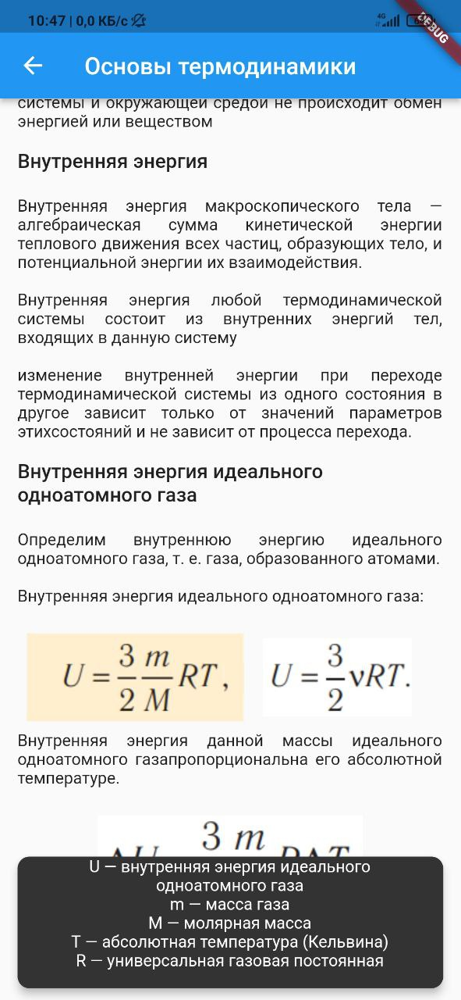 10:47 | 0,0 КБ/с
4G
DEBUG
Основы термодинамики
системы и окружающей средой не происходит обмен
энергией или веществом
Внутренняя энергия
Внутренняя энергия макроскопического тела —
алгебраическая сумма кинетической энергии
теплового движения всех частиц, образующих тело, и
потенциальной энергии их взаимодействия.
Внутренняя энергия любой термодинамической
системы состоит из внутренних энергий тел,
входящих в данную систему
изменение внутренней энергии при переходе
термодинамической системы из одного состояния в
другое зависит только от значений параметров
этихсостояний и не зависит от процесса перехода.
Внутренняя энергия идеального
одноатомного газа
Определим внутреннюю энергию идеального
одноатомного газа, т. е. газа, образованного атомами.
Внутренняя энергия идеального одноатомного газа:
U = 3/2 m/M RT, U = 3/2 νRT.
Внутренняя энергия данной массы идеального
одноатомного газапропорциональна его абсолютной
температуре.
3 m
U — внутренняя энергия идеального
одноатомного газа
m — масса газа
M — молярная масса
T — абсолютная температура (Кельвина)
R — универсальная газовая постоянная